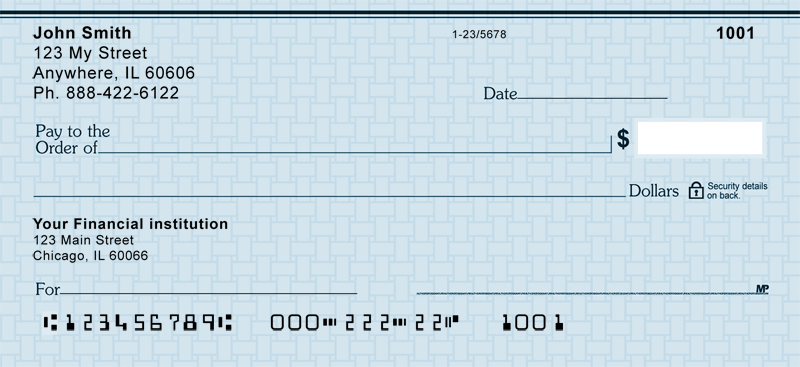 John Smith 1-23/5678 1001
123 My Street
Anywhere, IL 60606
Ph. 888-422-6122
Date
Pay to the
Order of $
Dollars Security details
on back.
Your Financial institution
123 Main Street
Chicago, IL 60066
For MP
⑆123456789⑆ 000⑉222⑉22⑈ 1001